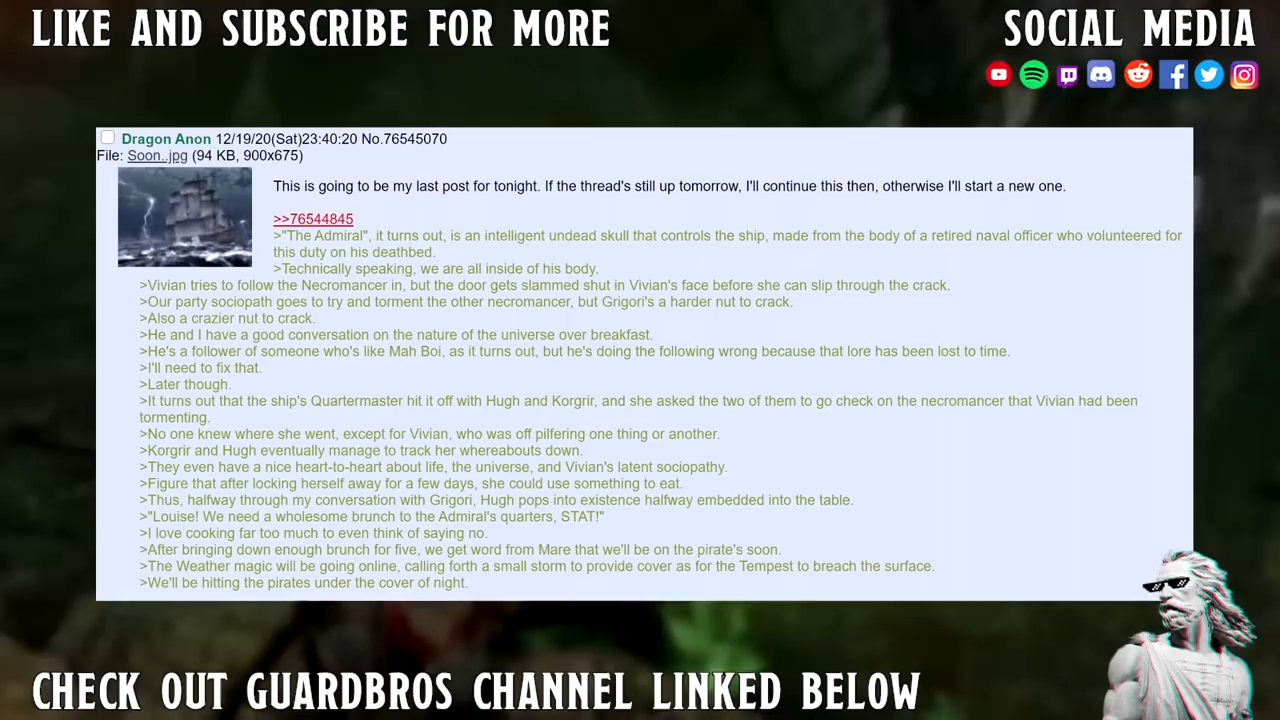 LIKE AND SUBSCRIBE FOR MORE
SOCIAL MEDIA
Dragon Anon 12/19/20(Sat)23:40:20 No.76545070
File: Soon..jpg (94 KB, 900x675)
This is going to be my last post for tonight. If the thread's still up tomorrow, I'll continue this then, otherwise I'll start a new one.
>>76544845
>"The Admiral", it turns out, is an intelligent undead skull that controls the ship, made from the body of a retired naval officer who volunteered for
this duty on his deathbed.
>Technically speaking, we are all inside of his body.
>Vivian tries to follow the Necromancer in, but the door gets slammed shut in Vivian's face before she can slip through the crack.
>Our party sociopath goes to try and torment the other necromancer, but Grigori's a harder nut to crack.
>Also a crazier nut to crack.
>He and I have a good conversation on the nature of the universe over breakfast.
>He's a follower of someone who's like Mah Boi, as it turns out, but he's doing the following wrong because that lore has been lost to time.
>I'll need to fix that.
>Later though.
>It turns out that the ship's Quartermaster hit it off with Hugh and Korgrir, and she asked the two of them to go check on the necromancer that Vivian had been
tormenting.
>No one knew where she went, except for Vivian, who was off pilfering one thing or another.
>Korgrir and Hugh eventually manage to track her whereabouts down.
>They even have a nice heart-to-heart about life, the universe, and Vivian's latent sociopathy.
>Figure that after locking herself away for a few days, she could use something to eat.
>Thus, halfway through my conversation with Grigori, Hugh pops into existence halfway embedded into the table.
>"Louise! We need a wholesome brunch to the Admiral's quarters, STAT!"
>I love cooking far too much to even think of saying no.
>After bringing down enough brunch for five, we get word from Mare that we'll be on the pirate's soon.
>The Weather magic will be going online, calling forth a small storm to provide cover as for the Tempest to breach the surface.
>We'll be hitting the pirates under the cover of night.
CHECK OUT GUARDBROS CHANNEL LINKED BELOW